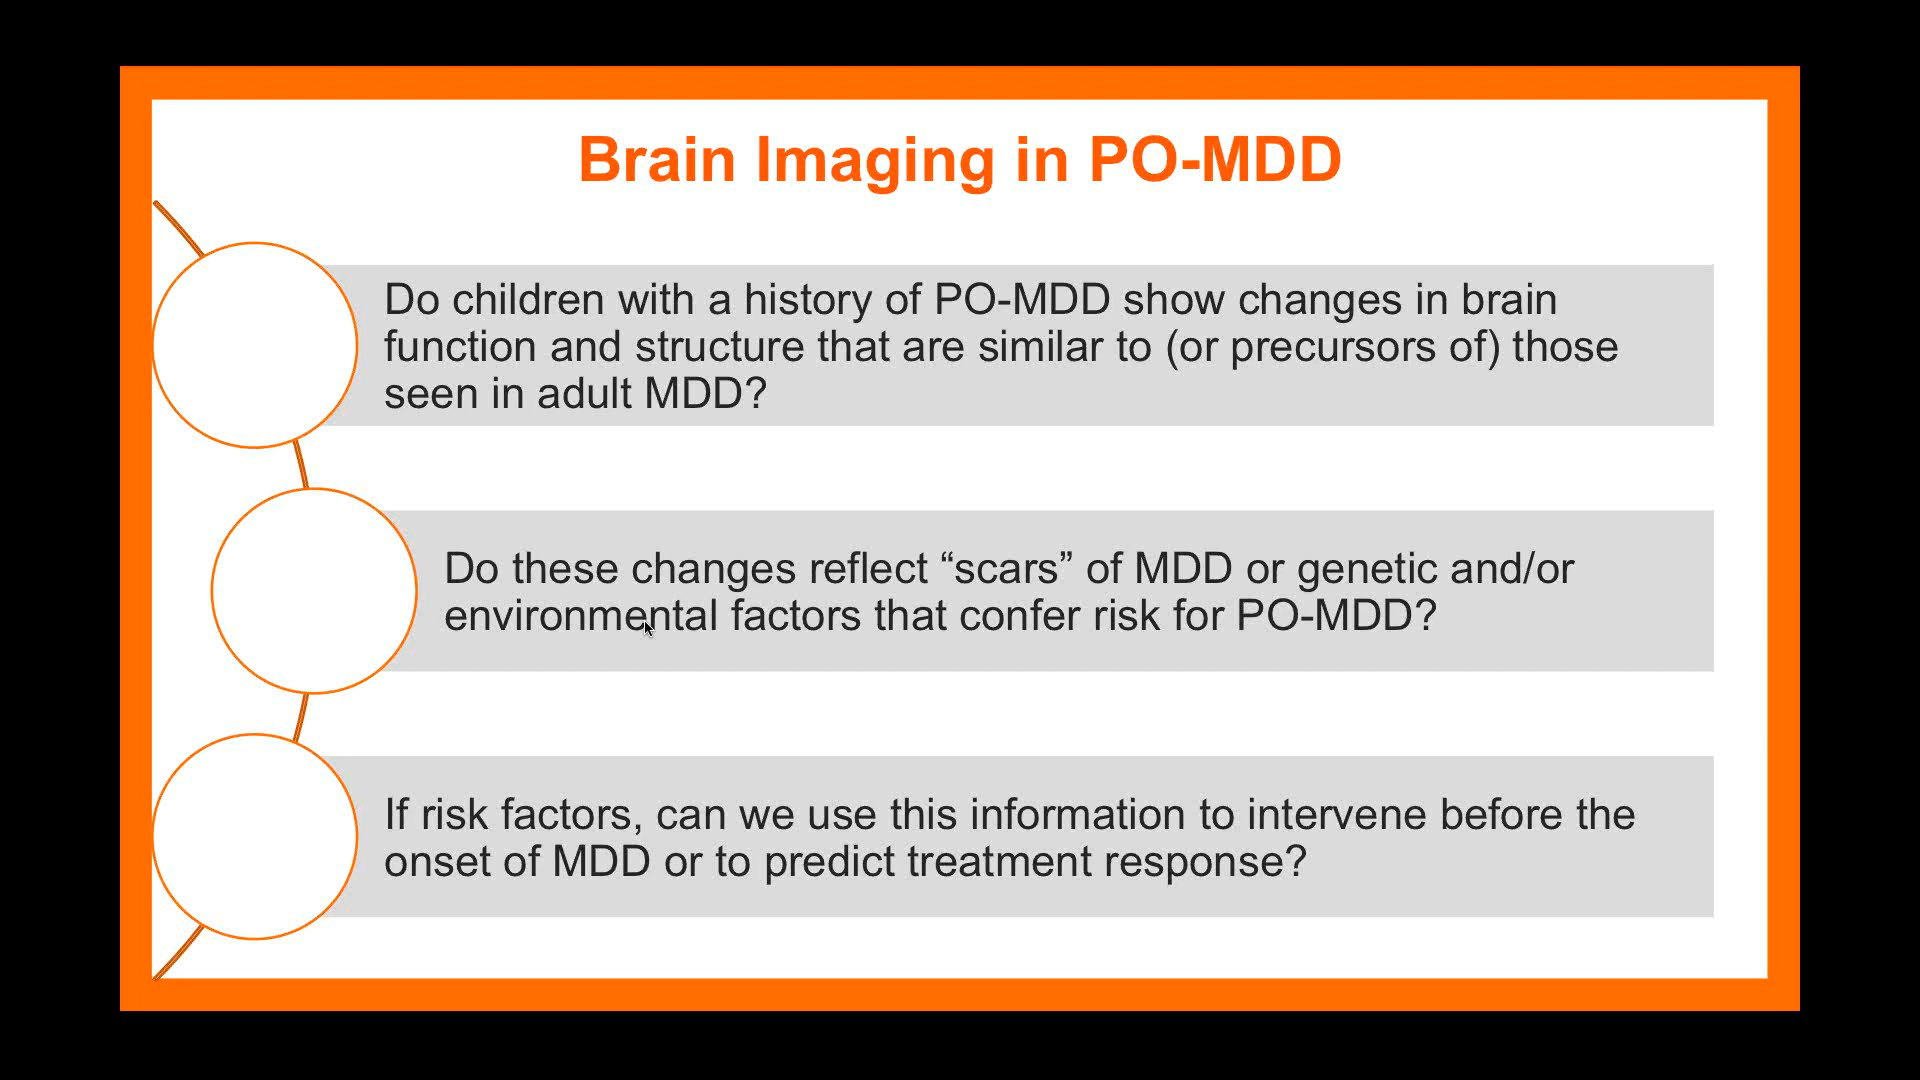 Brain Imaging in PO-MDD
Do children with a history of PO-MDD show changes in brain
function and structure that are similar to (or precursors of) those
seen in adult MDD?
Do these changes reflect “scars” of MDD or genetic and/or
environmental factors that confer risk for PO-MDD?
If risk factors, can we use this information to intervene before the
onset of MDD or to predict treatment response?